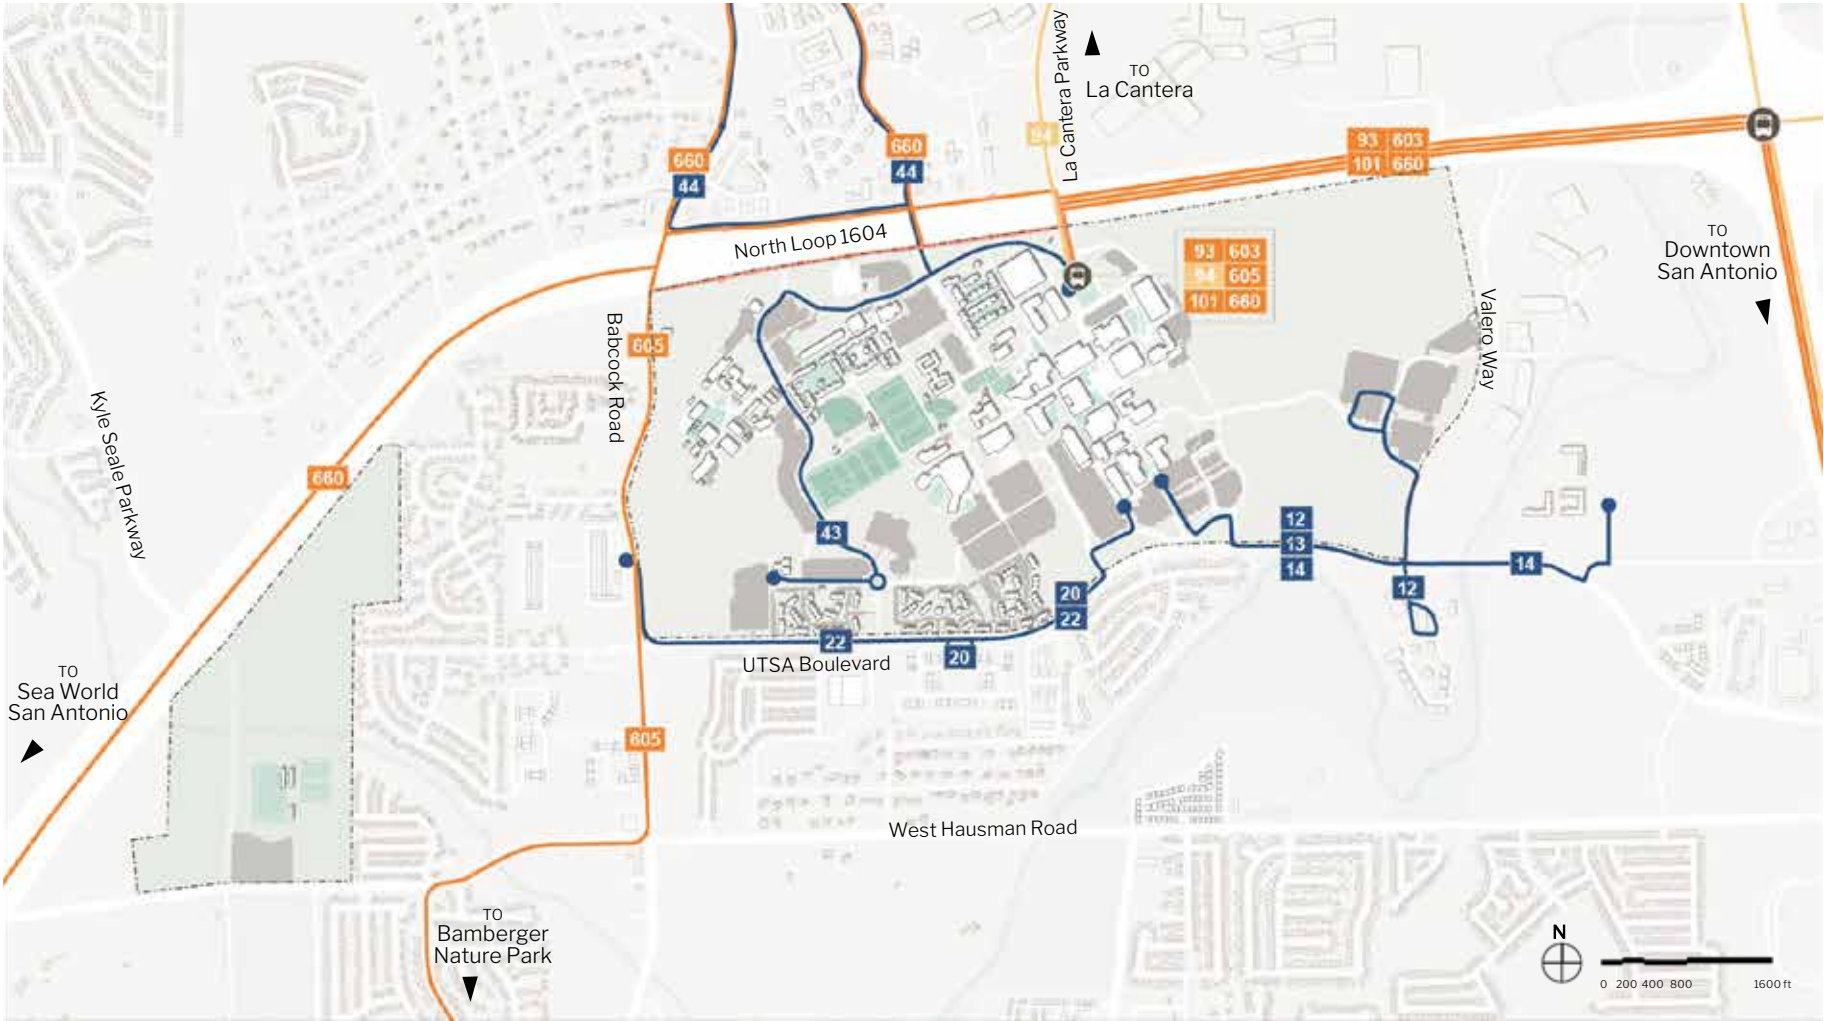 La Cantera Parkway
TO
La Cantera
94
93 603
101 660
660
44
660
44
North Loop 1604
93 603
94 605
101 660
TO
Downtown
San Antonio
Valero Way
Babcock Road
605
Kyle Seale Parkway
660
43
12
13
14
14
12
20
22
22
20
UTSA Boulevard
TO
Sea World
San Antonio
605
West Hausman Road
TO
Bamberger
Nature Park
N
0 200 400 800 1600 ft